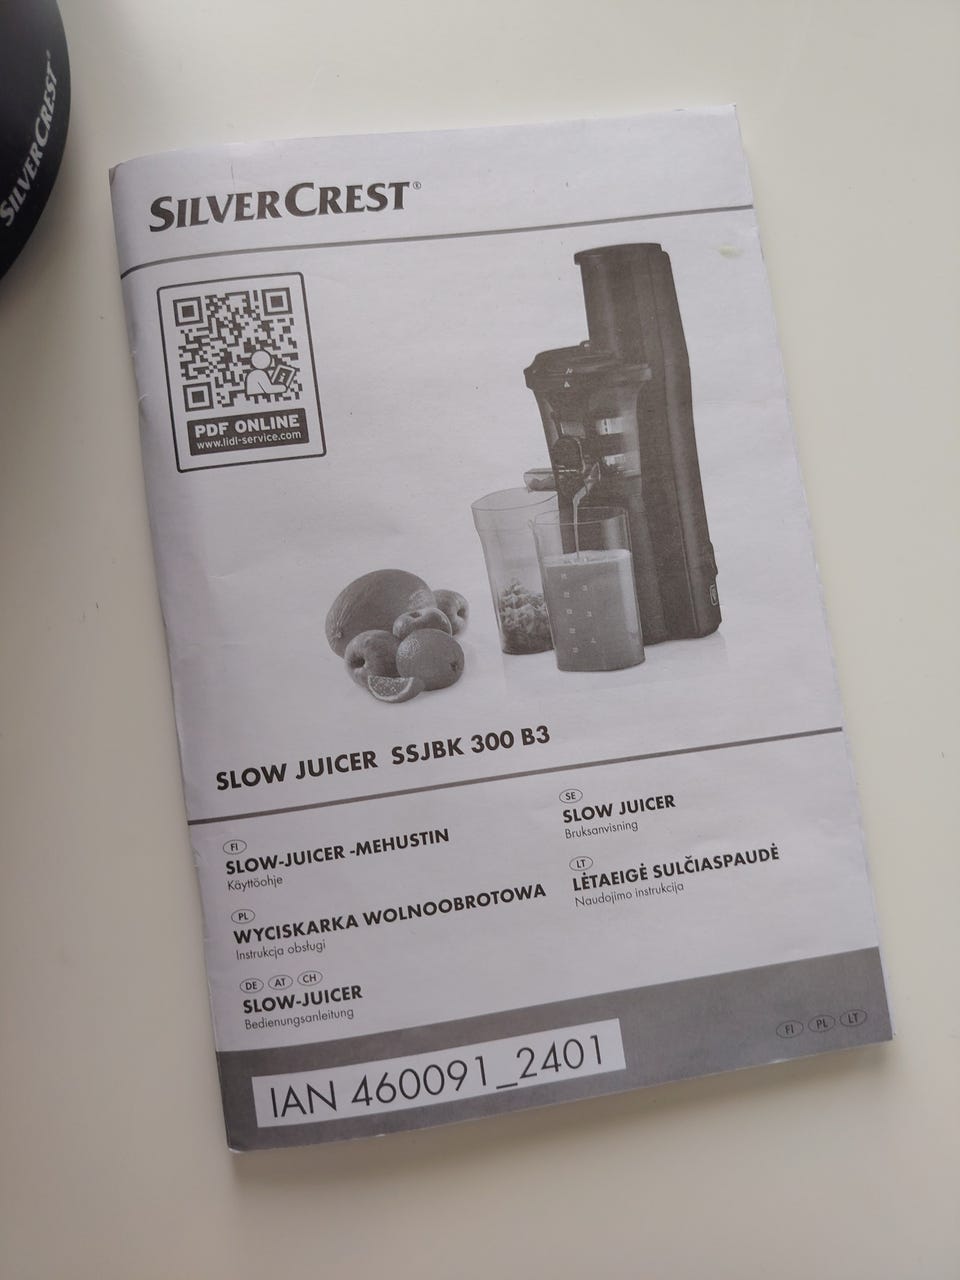 SILVERCREST®
SILVERCREST®
PDF ONLINE
www.lidl-service.com
SLOW JUICER SSJBK 300 B3
FI
SLOW-JUICER -MEHUSTIN
Käyttöohje
PL
WYCISKARKA WOLNOOBROTOWA
Instrukcja obsługi
DE AT CH
SLOW-JUICER
Bedienungsanleitung
SE
SLOW JUICER
Bruksanvisning
LT
LĖTAEIGĖ SULČIASPAUDĖ
Naudojimo instrukcija
IAN 460091_2401
FI PL LT